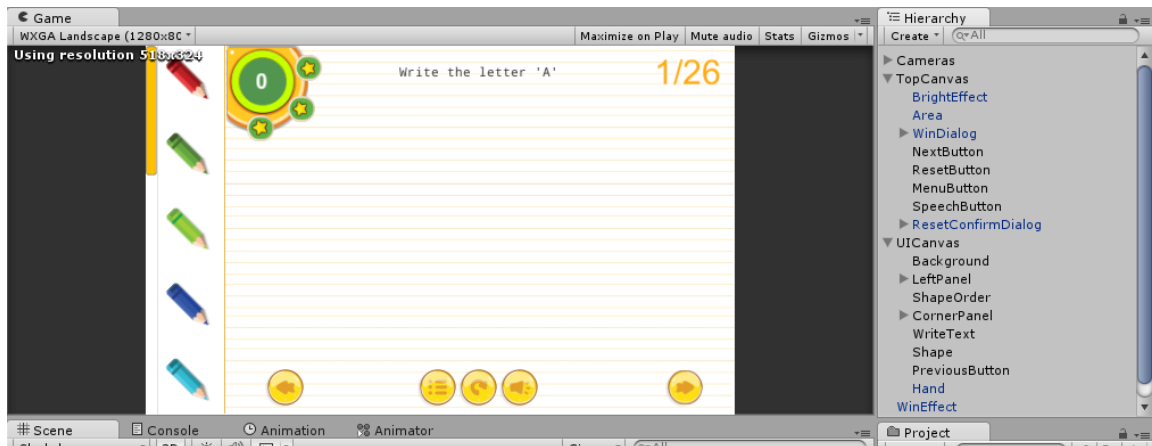 Game
WXGA Landscape (1280x80
Maximize on Play
Mute audio
Stats
Gizmos
Using resolution 518x324
0
Write the letter 'A'
1/26
Hierarchy
Create
All
Cameras
TopCanvas
BrightEffect
Area
WinDialog
NextButton
ResetButton
MenuButton
SpeechButton
ResetConfirmDialog
UICanvas
Background
LeftPanel
ShapeOrder
CornerPanel
WriteText
Shape
PreviousButton
Hand
WinEffect
Scene
Console
Animation
Animator
Project